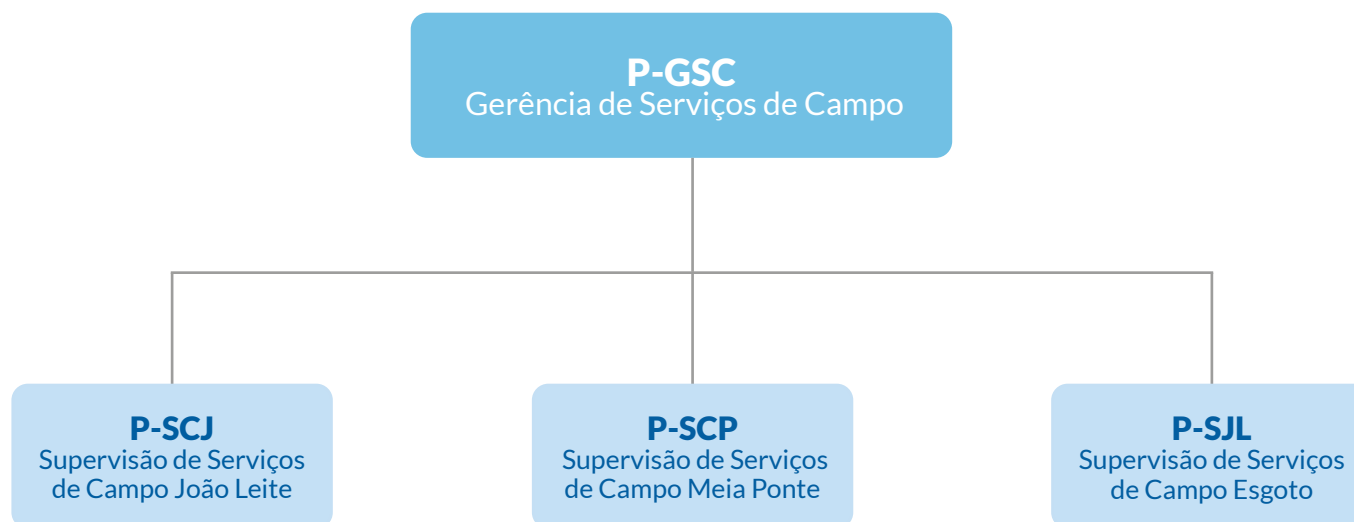 P-GSC
Gerência de Serviços de Campo
P-SCJ
Supervisão de Serviços
de Campo João Leite
P-SCP
Supervisão de Serviços
de Campo Meia Ponte
P-SJL
Supervisão de Serviços
de Campo Esgoto